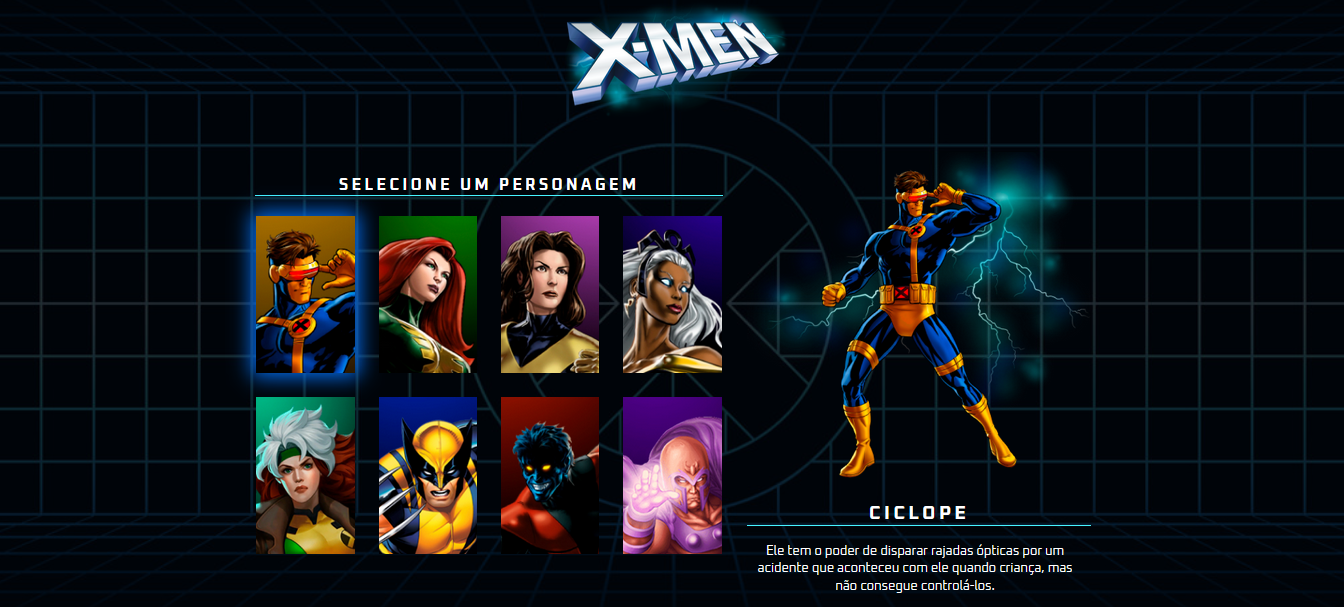 X-MEN
SELECIONE UM PERSONAGEM
CICLOPE
Ele tem o poder de disparar rajadas ópticas por um
acidente que aconteceu com ele quando criança, mas
não consegue controlá-los.